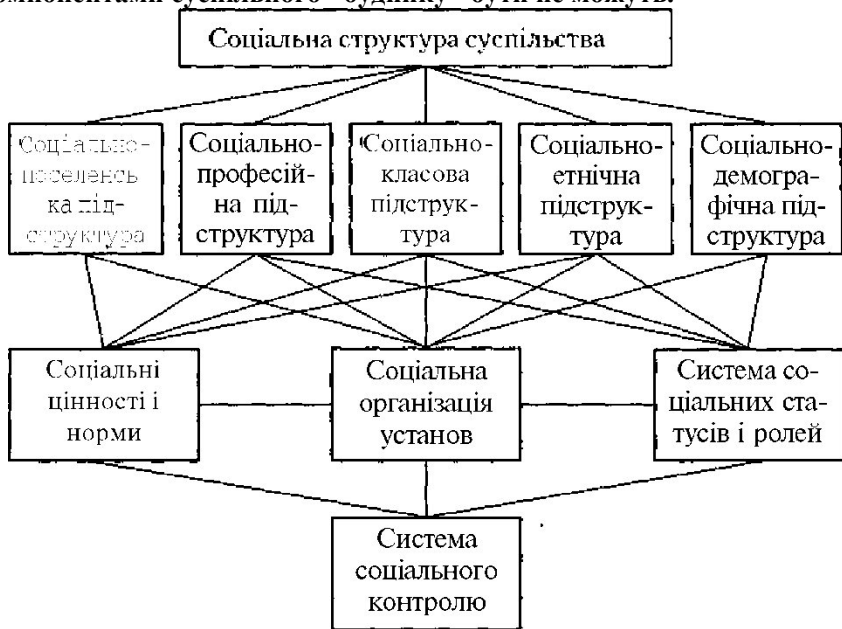 компонентами суспільного "будинку" бути не можуть.
Соціальна структура суспільства
Соціально-
поселенсь
ка під-
структура
Соціально-
професій-
на під-
структура
Соціально-
класова
підструк-
тура
Соціально-
етнічна
підструк-
тура
Соціально-
демогра-
фічна під-
структура
Соціальні
цінності і
норми
Соціальна
організація
установ
Система со-
ціальних ста-
тусів і ролей
Система
соціального
контролю